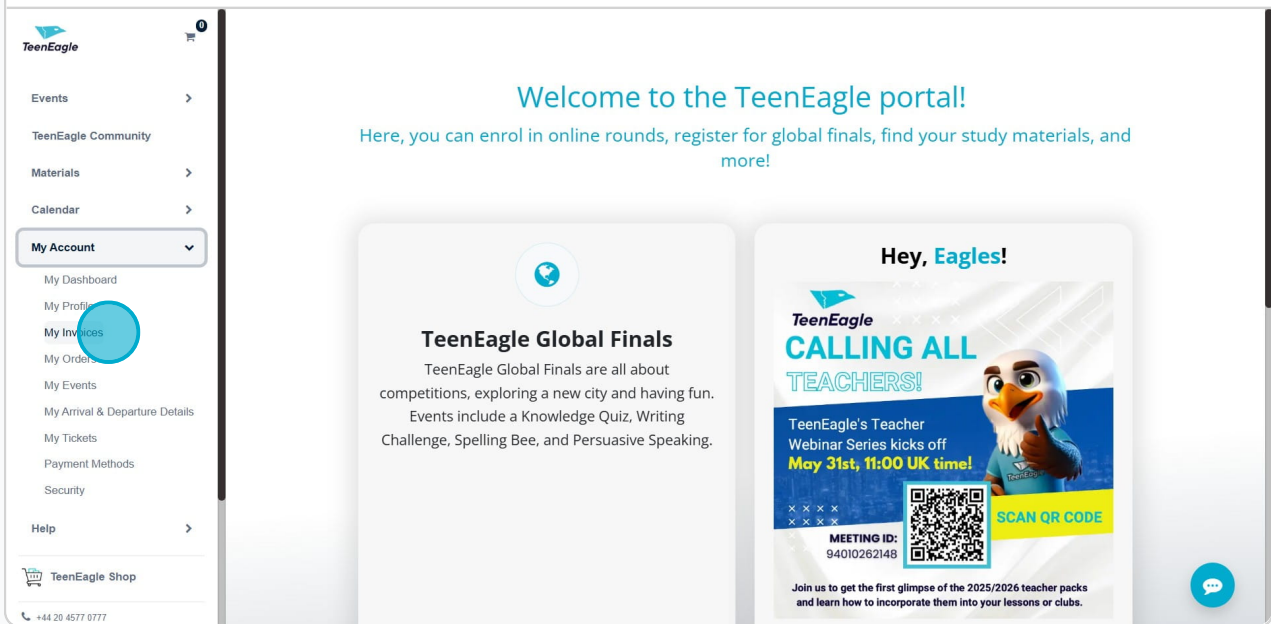 TeenEagle
0
Events
TeenEagle Community
Materials
Calendar
My Account
My Dashboard
My Profile
My Invoices
My Orders
My Events
My Arrival & Departure Details
My Tickets
Payment Methods
Security
Help
TeenEagle Shop
+44 20 4577 0777
Welcome to the TeenEagle portal!
Here, you can enrol in online rounds, register for global finals, find your study materials, and
more!
TeenEagle Global Finals
TeenEagle Global Finals are all about
competitions, exploring a new city and having fun.
Events include a Knowledge Quiz, Writing
Challenge, Spelling Bee, and Persuasive Speaking.
Hey, Eagles!
TeenEagle
CALLING ALL
TEACHERS!
TeenEagle's Teacher
Webinar Series kicks off
May 31st, 11:00 UK time!
TeenEagle
SCAN QR CODE
MEETING ID:
94010262148
Join us to get the first glimpse of the 2025/2026 teacher packs
and learn how to incorporate them into your lessons or clubs.